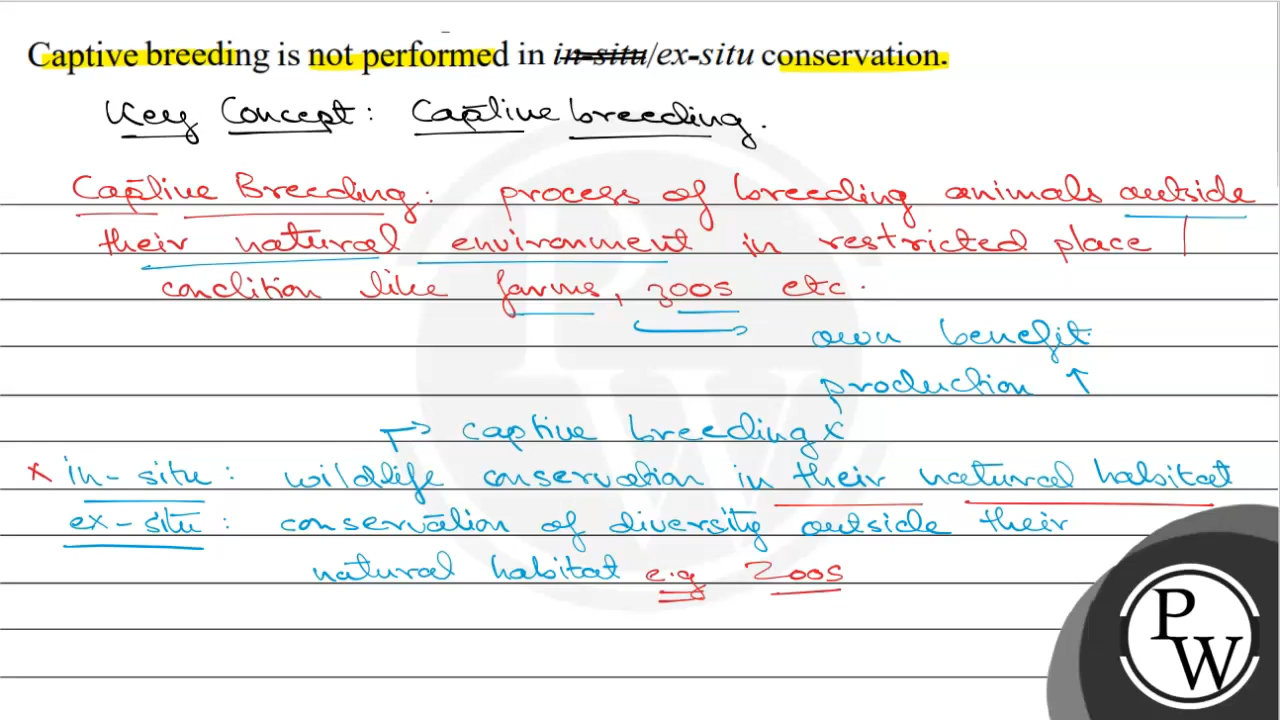 Captive breeding is not performed in in-situ/ex-situ conservation.
Key Concept: Captive breeding.
Captive Breeding: process of breeding animals outside
their natural environment in restricted place |
condition like farms, zoos etc.
own benefit
production ↑
→ captive breeding x
x in-situ: wildlife conservation in their natural habitat
ex-situ: conservation of diversity outside their
natural habitat e.g zoos
PW
PW